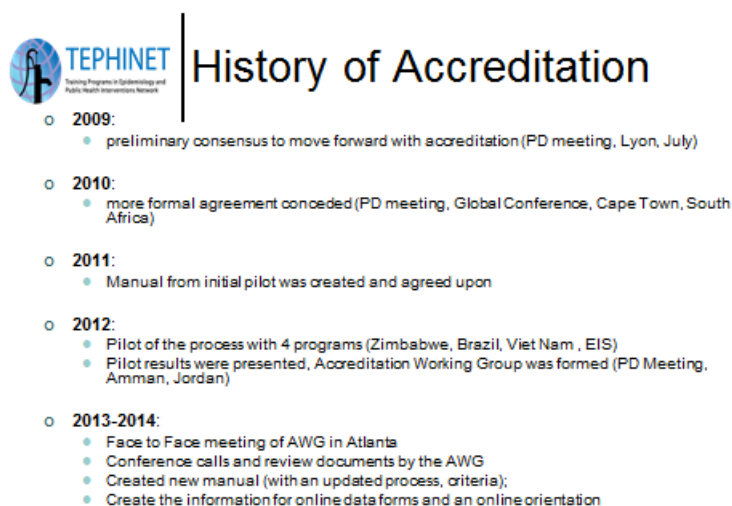 TEPHINET
Training Programs in Epidemiology and
Public Health Interventions Network
History of Accreditation
2009:
preliminary consensus to move forward with accreditation (PD meeting, Lyon, July)
2010:
more formal agreement conceded (PD meeting, Global Conference, Cape Town, South
Africa)
2011:
Manual from initial pilot was created and agreed upon
2012:
Pilot of the process with 4 programs (Zimbabwe, Brazil, Viet Nam , EIS)
Pilot results were presented, Accreditation Working Group was formed (PD Meeting,
Amman, Jordan)
2013-2014:
Face to Face meeting of AWG in Atlanta
Conference calls and review documents by the AWG
Created new manual (with an updated process, criteria);
Create the information for online data forms and an online orientation